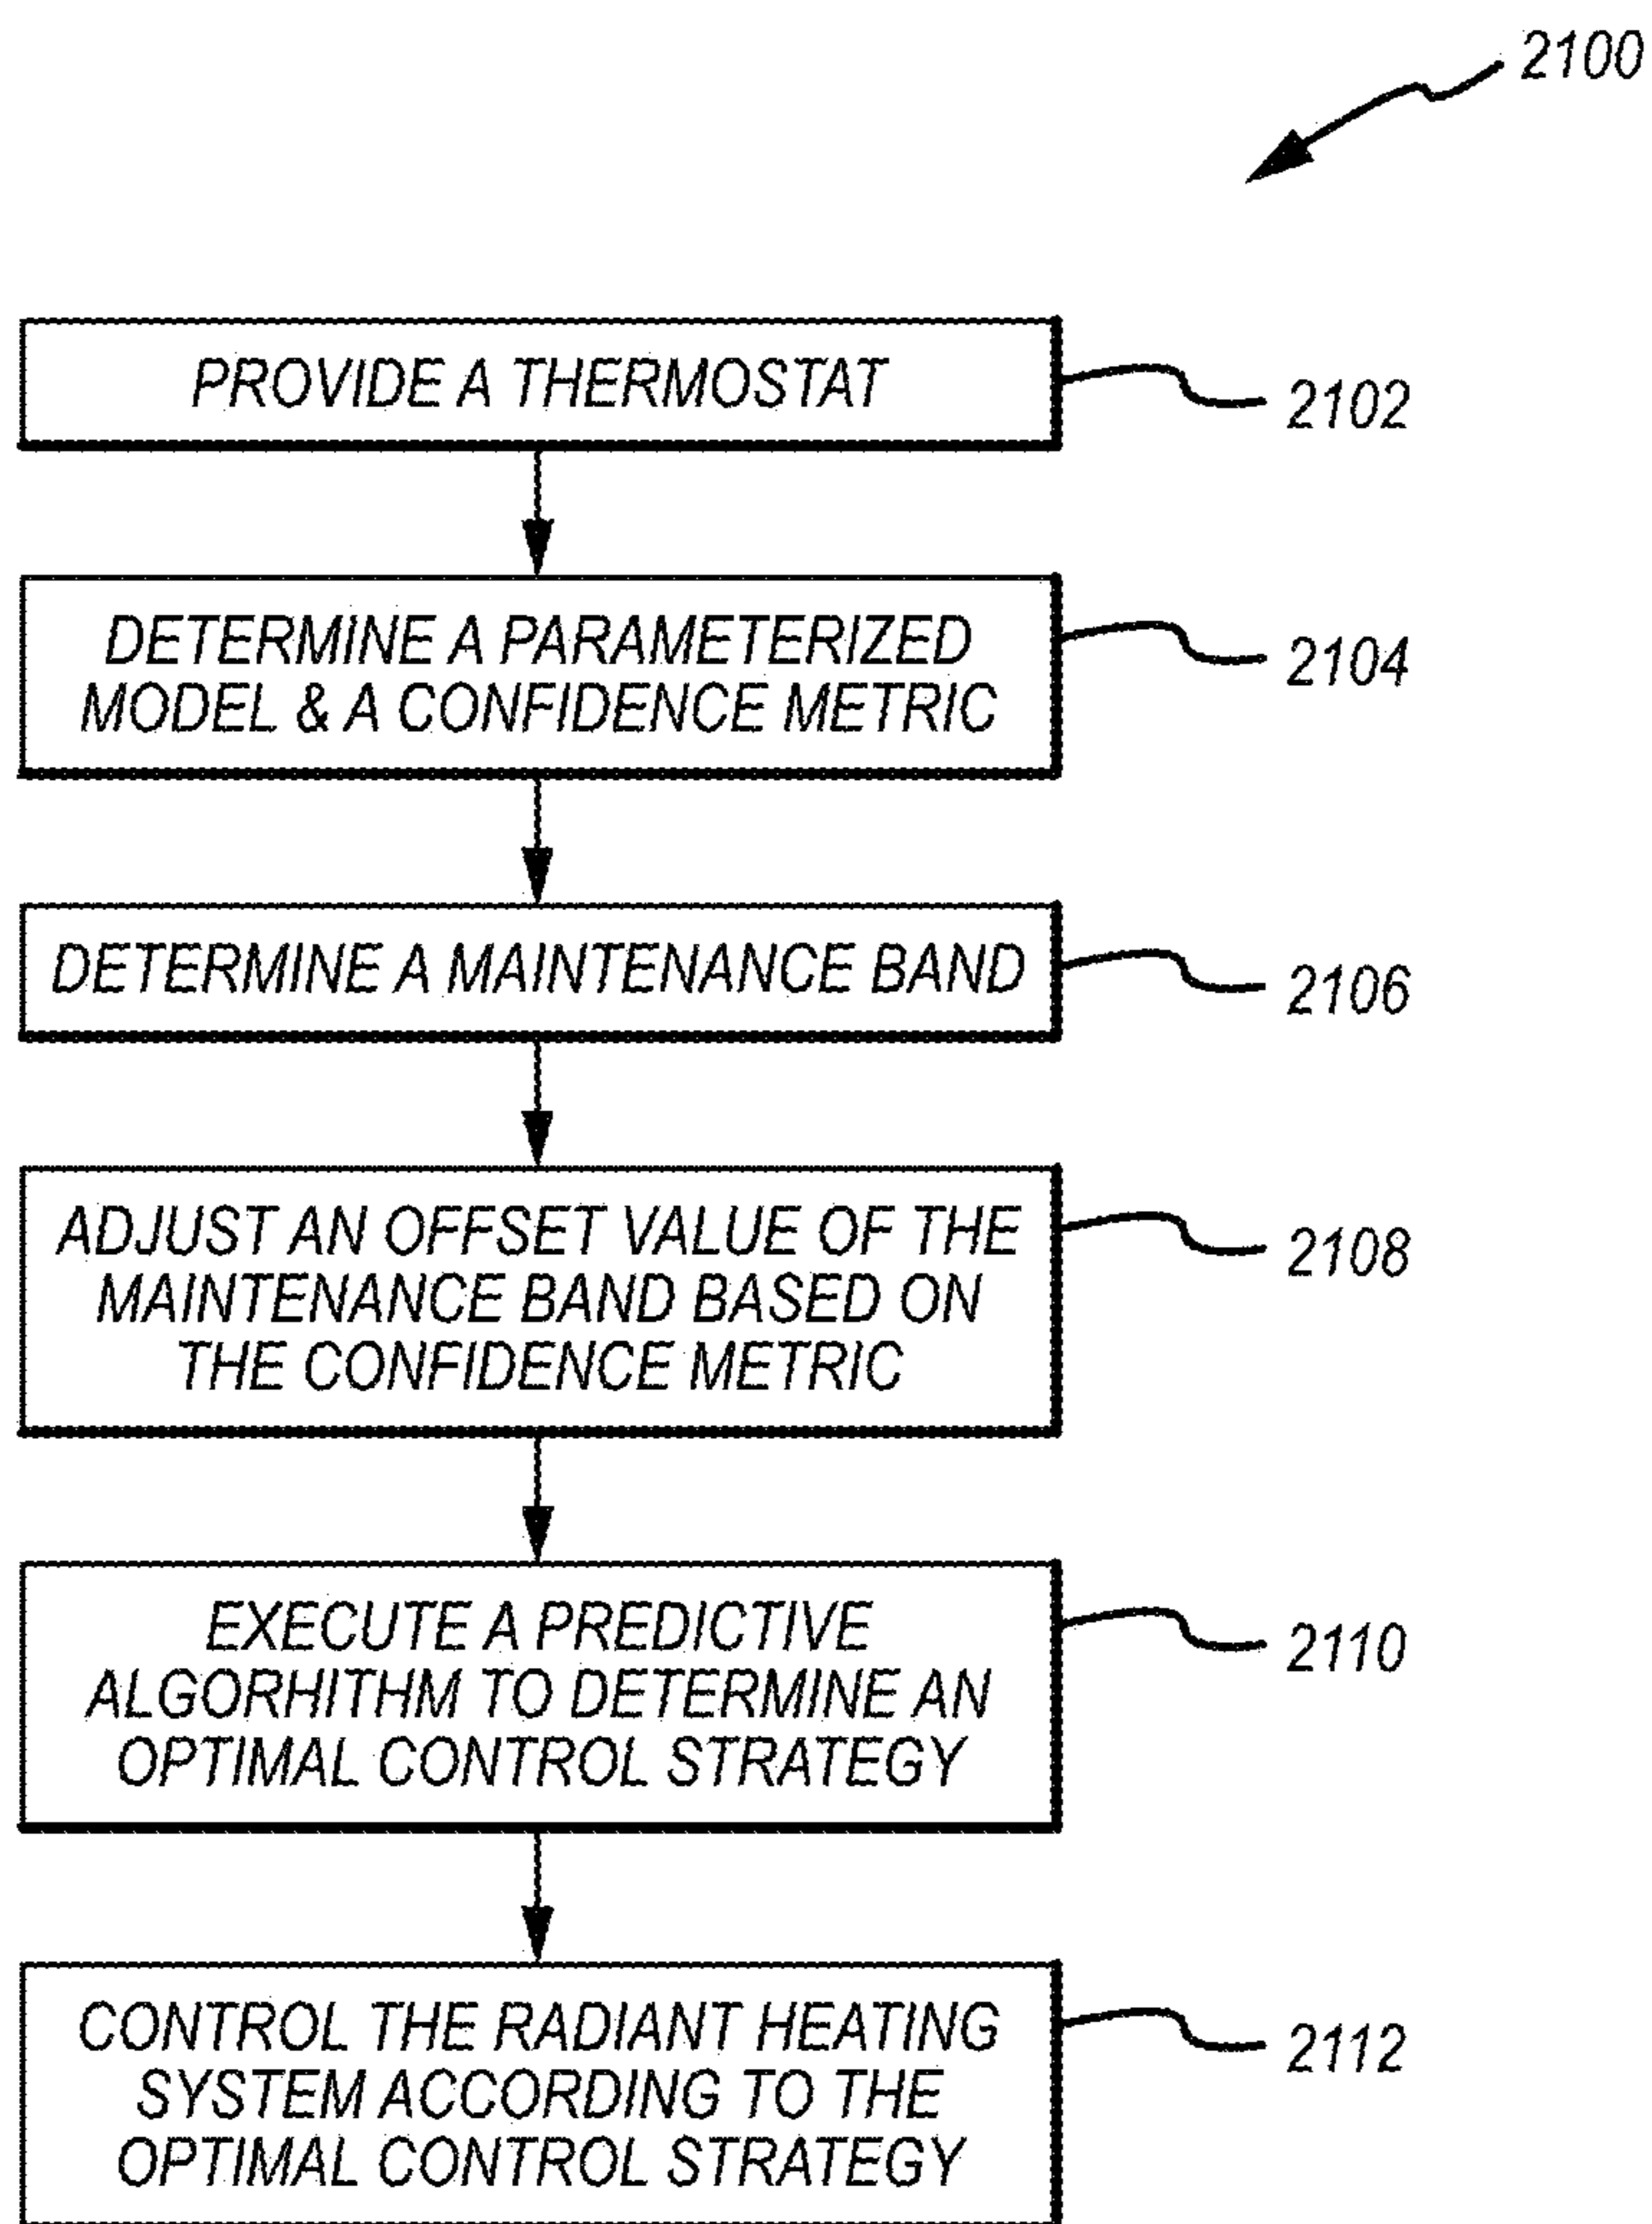 2100
PROVIDE A THERMOSTAT
2102
DETERMINE A PARAMETERIZED
MODEL & A CONFIDENCE METRIC
2104
DETERMINE A MAINTENANCE BAND
2106
ADJUST AN OFFSET VALUE OF THE
MAINTENANCE BAND BASED ON
THE CONFIDENCE METRIC
2108
EXECUTE A PREDICTIVE
ALGORHITHM TO DETERMINE AN
OPTIMAL CONTROL STRATEGY
2110
CONTROL THE RADIANT HEATING
SYSTEM ACCORDING TO THE
OPTIMAL CONTROL STRATEGY
2112